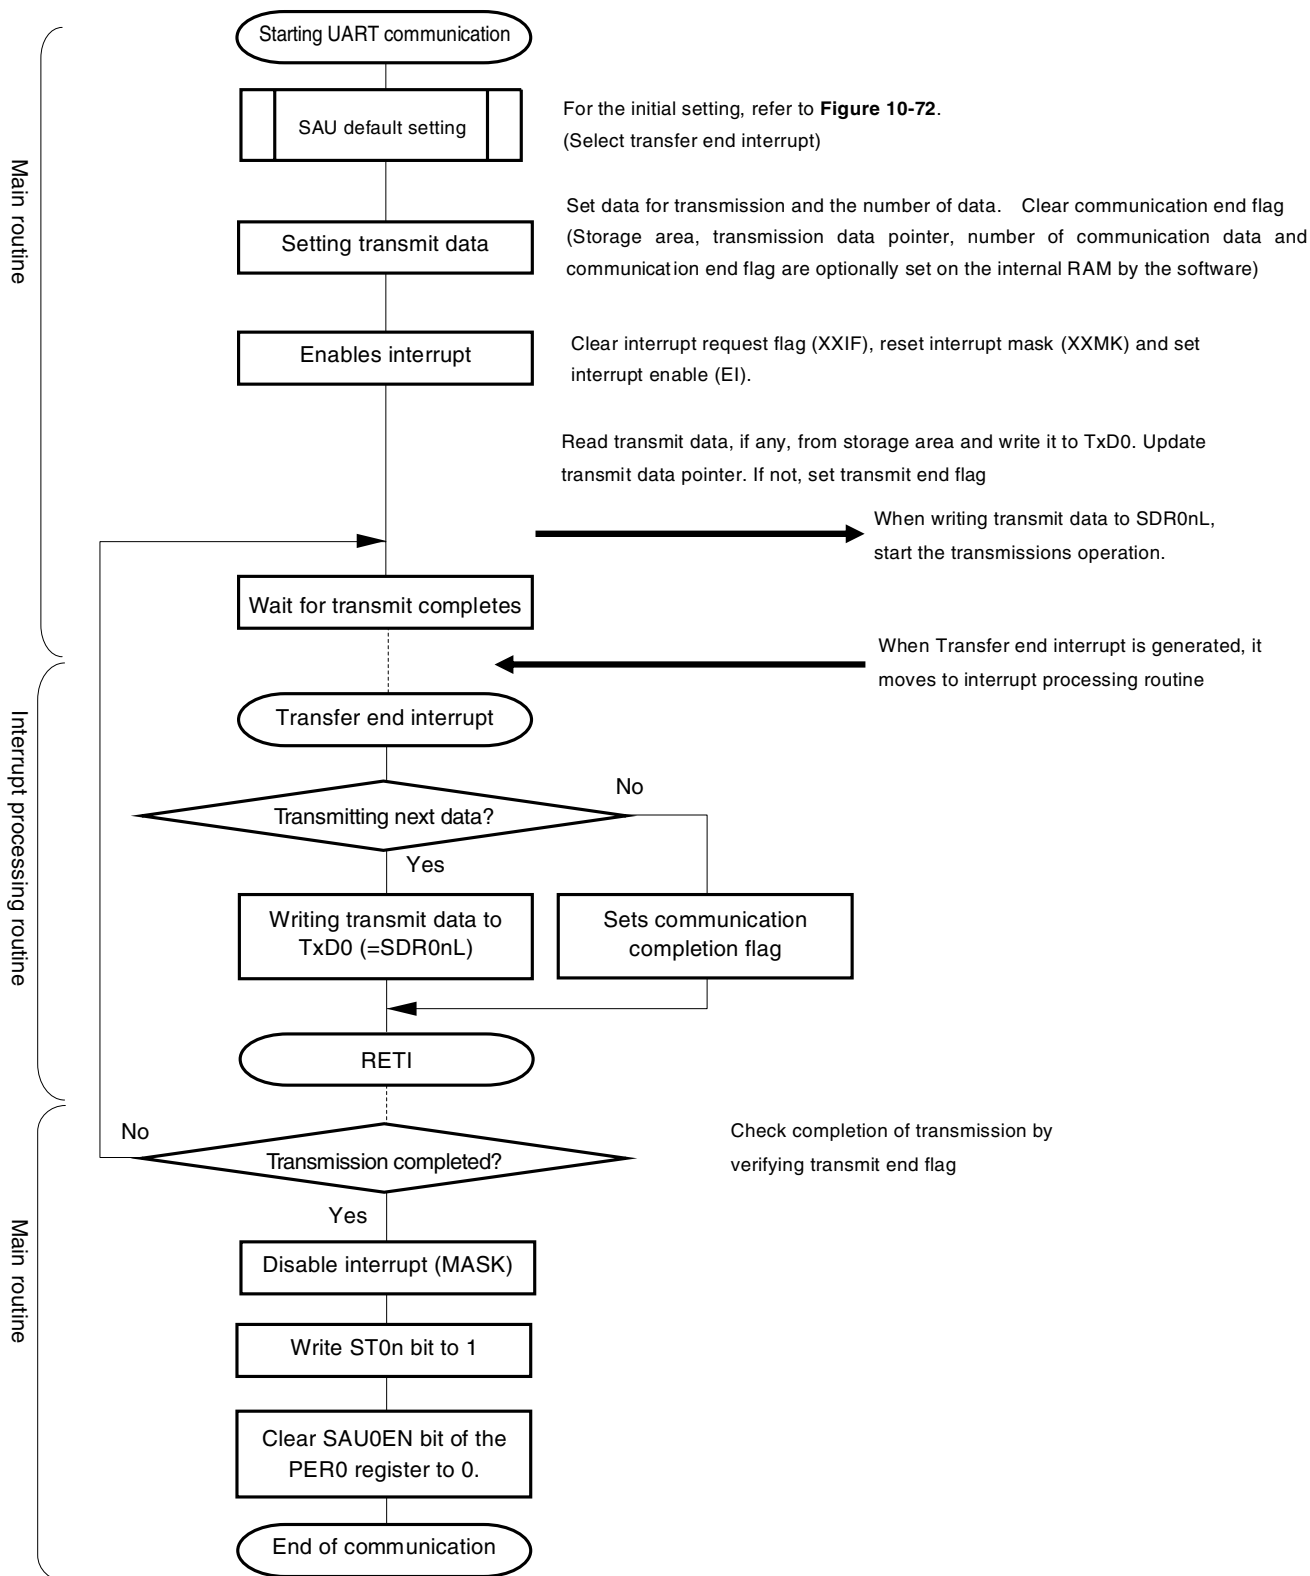 Starting UART communication
SAU default setting
For the initial setting, refer to Figure 10-72.
(Select transfer end interrupt)
Main routine
Setting transmit data
Set data for transmission and the number of data. Clear communication end flag
(Storage area, transmission data pointer, number of communication data and
communication end flag are optionally set on the internal RAM by the software)
Enables interrupt
Clear interrupt request flag (XXIF), reset interrupt mask (XXMK) and set
interrupt enable (EI).
Read transmit data, if any, from storage area and write it to TxD0. Update
transmit data pointer. If not, set transmit end flag
When writing transmit data to SDR0nL,
start the transmissions operation.
Wait for transmit completes
When Transfer end interrupt is generated, it
moves to interrupt processing routine
Interrupt processing routine
Transfer end interrupt
Transmitting next data?
No
Yes
Writing transmit data to
TxD0 (=SDR0nL)
Sets communication
completion flag
RETI
Main routine
No
Transmission completed?
Check completion of transmission by
verifying transmit end flag
Yes
Disable interrupt (MASK)
Write ST0n bit to 1
Clear SAU0EN bit of the
PER0 register to 0.
End of communication